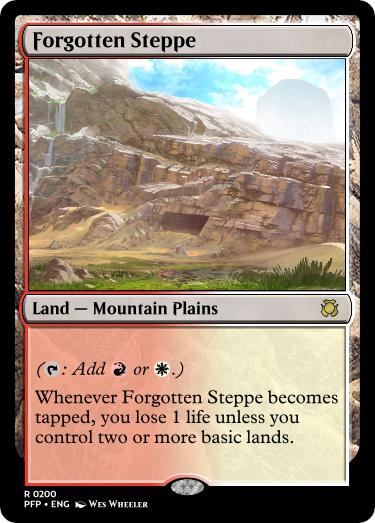 Forgotten Steppe
Land — Mountain Plains
(: Add or .)
Whenever Forgotten Steppe becomes
tapped, you lose 1 life unless you
control two or more basic lands.
R 0200
PFP • ENG Wes Wheeler